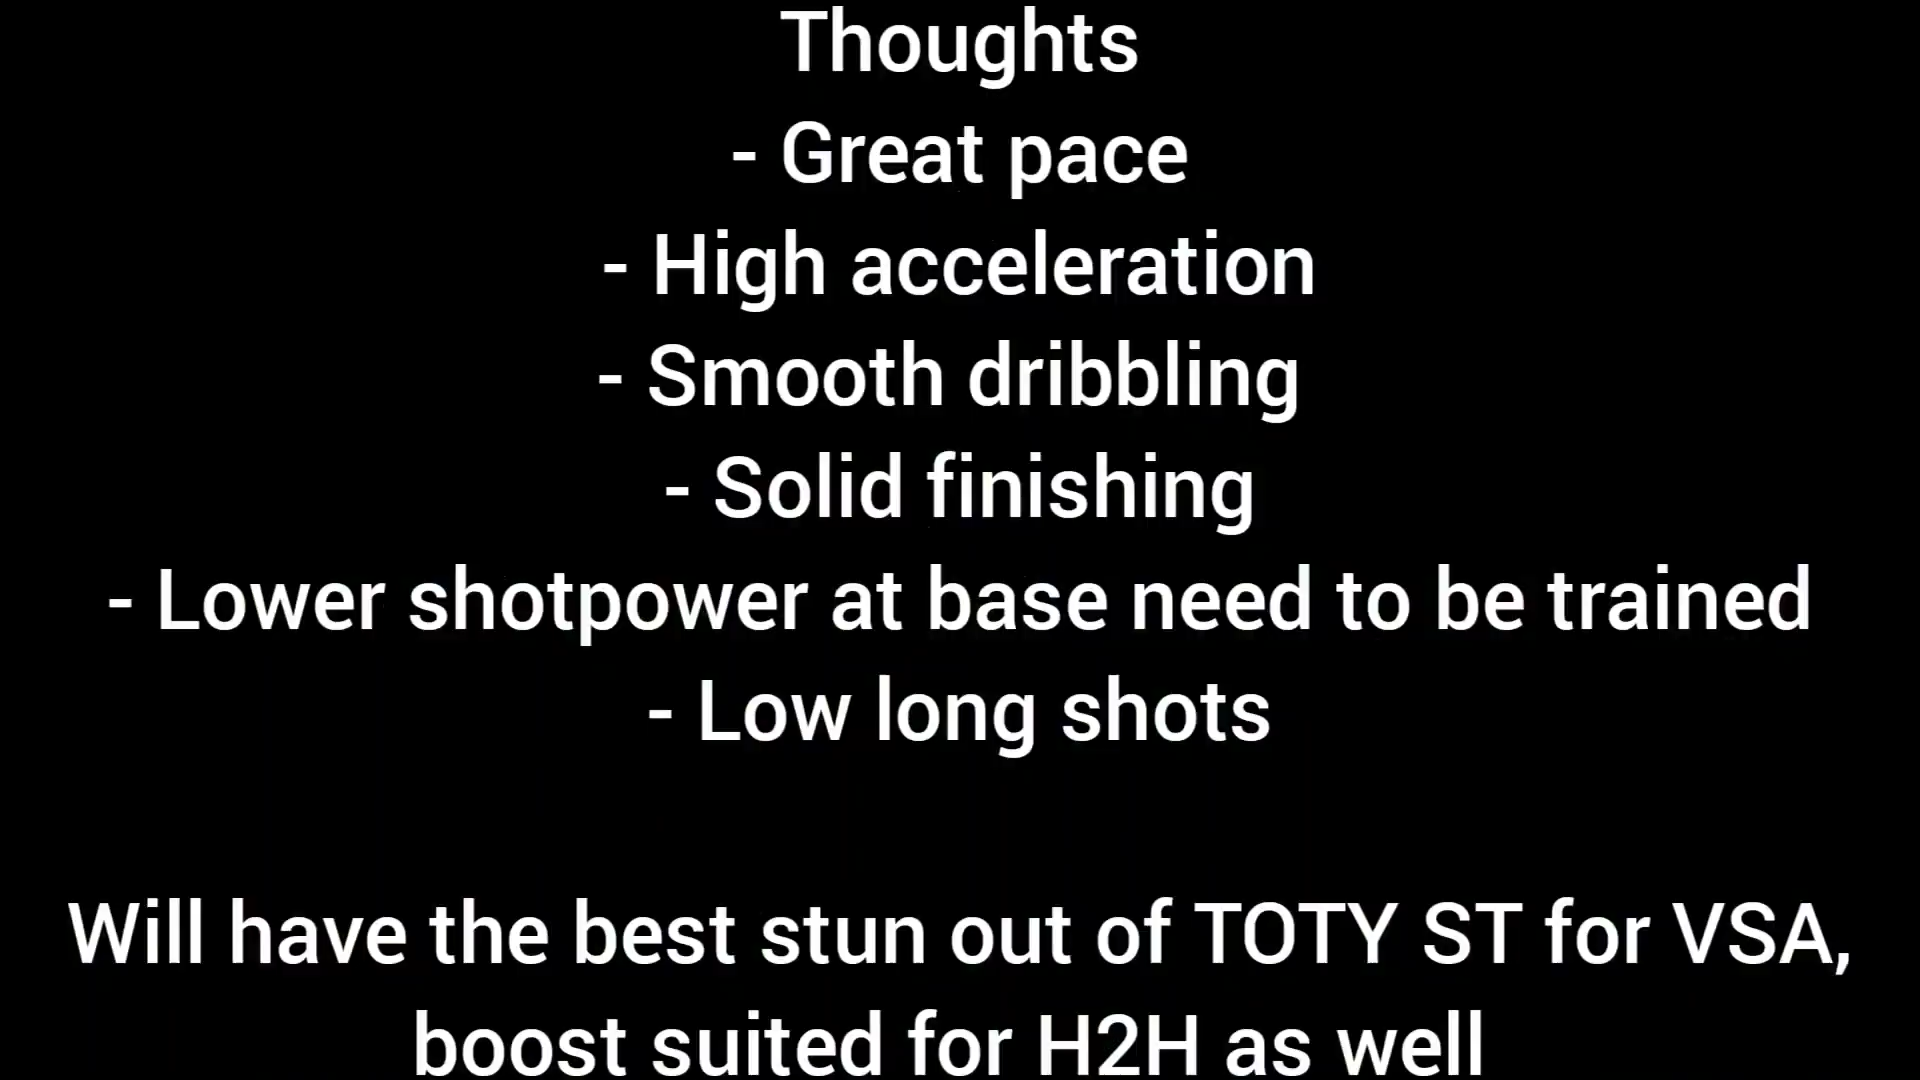 Thoughts
- Great pace
- High acceleration
- Smooth dribbling
- Solid finishing
- Lower shotpower at base need to be trained
- Low long shots
Will have the best stun out of TOTY ST for VSA,
boost suited for H2H as well